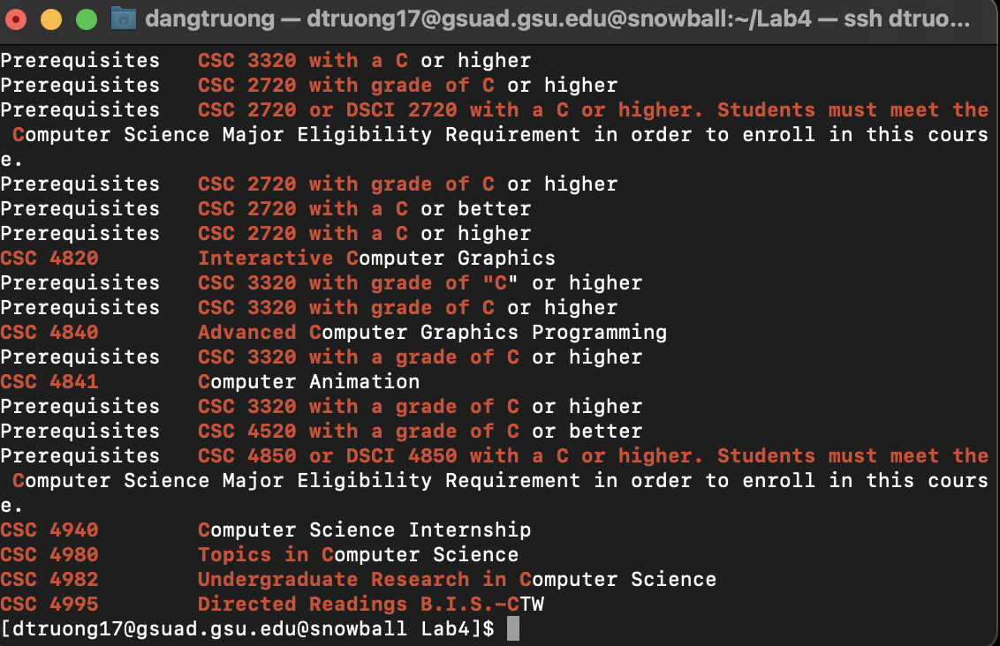 dangtruong — dtruong17@gsuad.gsu.edu@snowball:~/Lab4 — ssh dtruo...
Prerequisites   CSC 3320 with a C or higher
Prerequisites   CSC 2720 with grade of C or higher
Prerequisites   CSC 2720 or DSCI 2720 with a C or higher. Students must meet the
 Computer Science Major Eligibility Requirement in order to enroll in this cours
e.
Prerequisites   CSC 2720 with grade of C or higher
Prerequisites   CSC 2720 with a C or better
Prerequisites   CSC 2720 with a C or higher
CSC 4820        Interactive Computer Graphics
Prerequisites   CSC 3320 with grade of "C" or higher
Prerequisites   CSC 3320 with grade of C or higher
CSC 4840        Advanced Computer Graphics Programming
Prerequisites   CSC 3320 with a grade of C or higher
CSC 4841        Computer Animation
Prerequisites   CSC 3320 with a grade of C or higher
Prerequisites   CSC 4520 with a grade of C or better
Prerequisites   CSC 4850 or DSCI 4850 with a C or higher. Students must meet the
 Computer Science Major Eligibility Requirement in order to enroll in this cours
e.
CSC 4940        Computer Science Internship
CSC 4980        Topics in Computer Science
CSC 4982        Undergraduate Research in Computer Science
CSC 4995        Directed Readings B.I.S.-CTW
[dtruong17@gsuad.gsu.edu@snowball Lab4]$